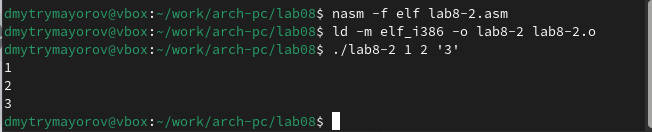 dmytrymayorov@vbox:~/work/arch-pc/lab08$ nasm -f elf lab8-2.asm
dmytrymayorov@vbox:~/work/arch-pc/lab08$ ld -m elf_i386 -o lab8-2 lab8-2.o
dmytrymayorov@vbox:~/work/arch-pc/lab08$ ./lab8-2 1 2 '3'
1
2
3
dmytrymayorov@vbox:~/work/arch-pc/lab08$